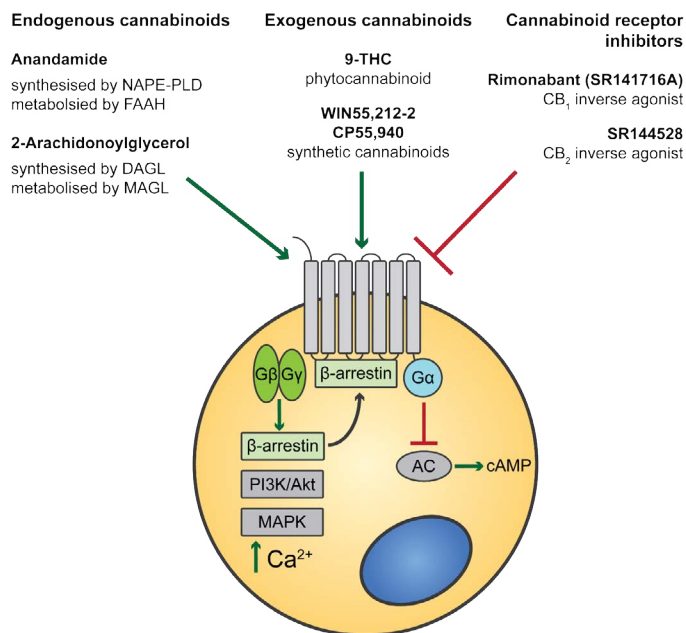 Endogenous cannabinoids
Anandamide
synthesised by NAPE-PLD
metabolsied by FAAH
2-Arachidonoylglycerol
synthesised by DAGL
metabolised by MAGL
Exogenous cannabinoids
9-THC
phytocannabinoid
WIN55,212-2
CP55,940
synthetic cannabinoids
Cannabinoid receptor
inhibitors
Rimonabant (SR141716A)
CB₁ inverse agonist
SR144528
CB₂ inverse agonist
Gβ Gγ
β-arrestin
Gα
β-arrestin
AC
cAMP
PI3K/Akt
MAPK
Ca²⁺